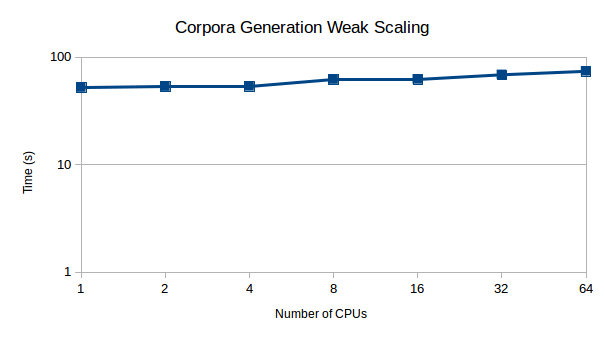 Corpora Generation Weak Scaling
100
10
1
Time (s)
1 2 4 8 16 32 64
Number of CPUs